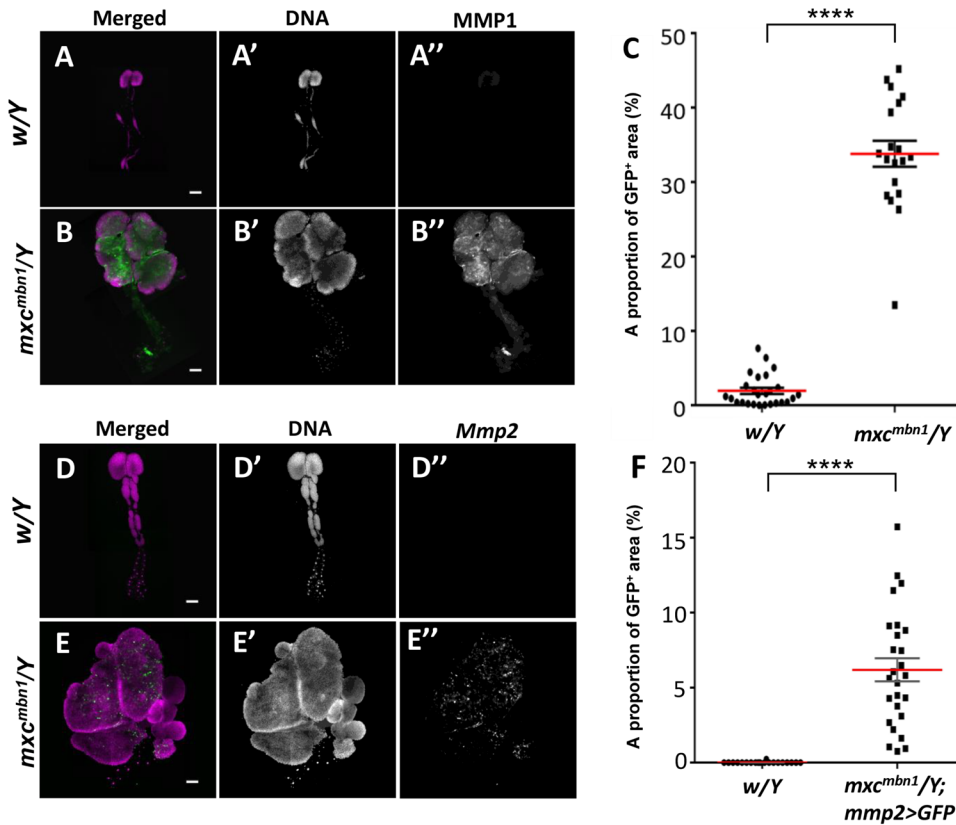 Merged DNA MMP1
w/Y
A A' A''
mxc^mbn1/Y
B B' B''
C
****
A proportion of GFP⁺ area (%)
50
40
30
20
10
0
w/Y mxc^mbn1/Y
Merged DNA Mmp2
w/Y
D D' D''
mxc^mbn1/Y
E E' E''
F
****
A proportion of GFP⁺ area (%)
20
15
10
5
0
w/Y mxc^mbn1/Y;
mmp2>GFP